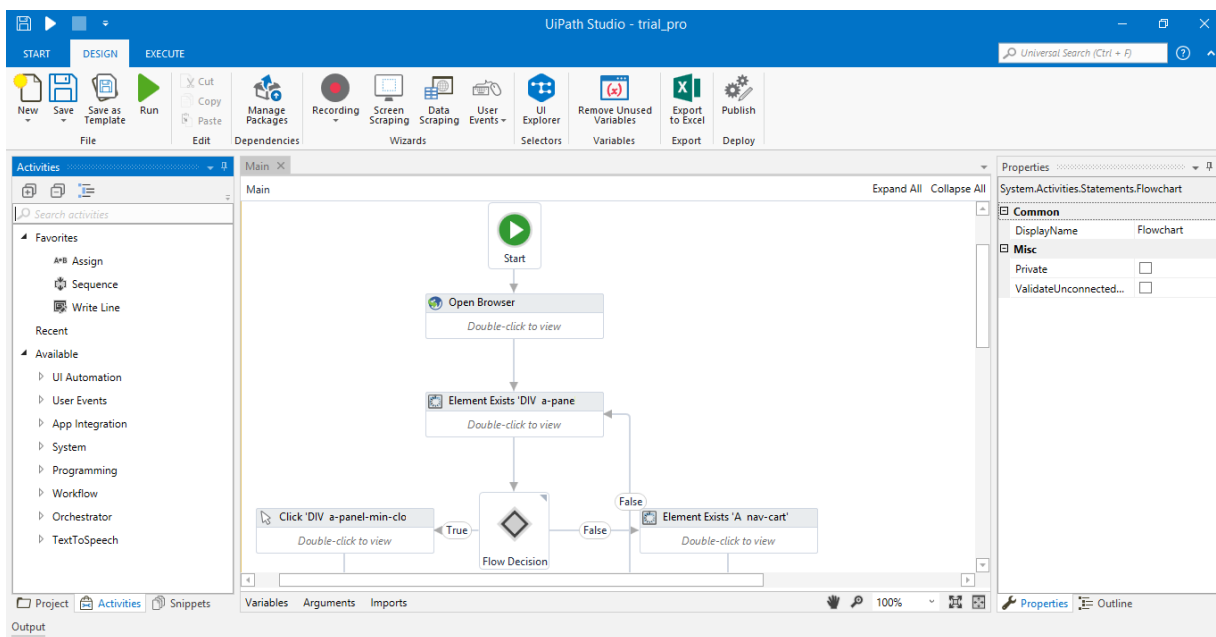 UiPath Studio - trial_pro
START DESIGN EXECUTE
Universal Search (Ctrl + F)
New
Save
Save as Template
Run
Cut
Copy
Paste
Manage Packages
Recording
Screen Scraping
Data Scraping
User Events
UI Explorer
Remove Unused Variables
Export to Excel
Publish
File Edit Dependencies Wizards Selectors Variables Export Deploy
Activities
Search activities
Favorites
A+B Assign
Sequence
Write Line
Recent
Available
UI Automation
User Events
App Integration
System
Programming
Workflow
Orchestrator
TextToSpeech
Project Activities Snippets
Output
Main
Main Expand All Collapse All
Start
Open Browser
Double-click to view
Element Exists 'DIV a-pane
Double-click to view
False
Click 'DIV a-panel-min-clo
Double-click to view
True
Flow Decision
False
Element Exists 'A nav-cart'
Double-click to view
Variables Arguments Imports
100%
Properties
System.Activities.Statements.Flowchart
Common
DisplayName Flowchart
Misc
Private
ValidateUnconnected...
Properties Outline